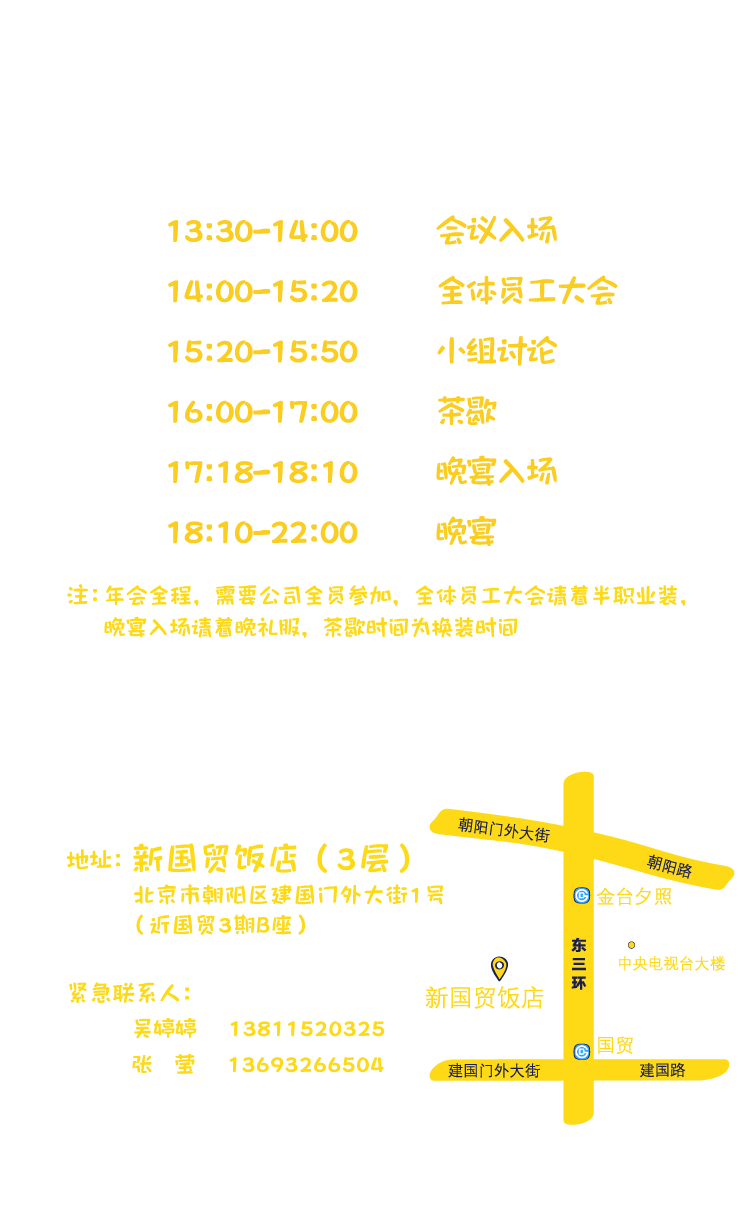 13:30-14:00 会议入场
14:00-15:20 全体员工大会
15:20-15:50 小组讨论
16:00-17:00 茶歇
17:18-18:10 晚宴入场
18:10-22:00 晚宴
注：年会全程，需要公司全员参加，全体员工大会请着半职业装，
晚宴入场请着晚礼服，茶歇时间为换装时间
地址：新国贸饭店（3层）
北京市朝阳区建国门外大街1号
（近国贸3期B座）
紧急联系人：
吴婷婷 13811520325
张 莹 13693266504
朝阳门外大街
朝阳路
金台夕照
东三环
中央电视台大楼
新国贸饭店
国贸
建国门外大街
建国路